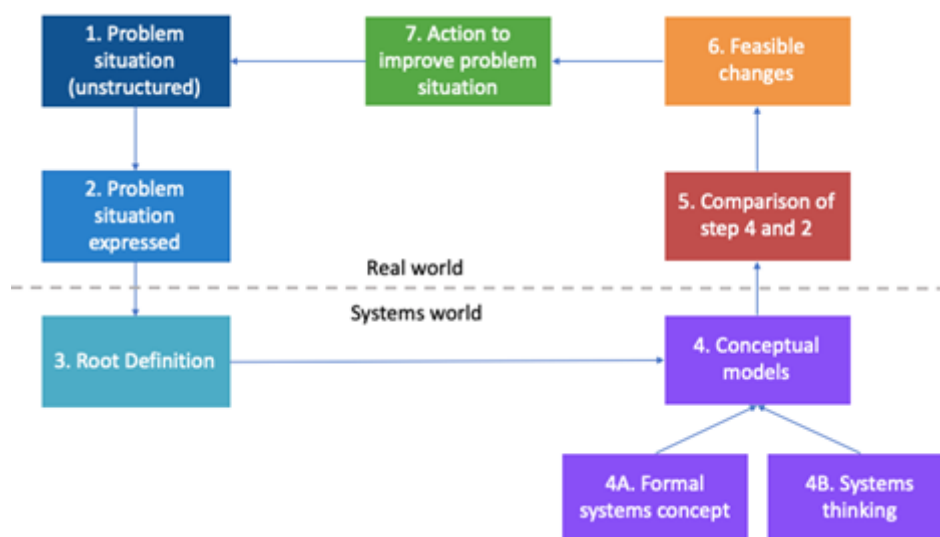 1. Problem
situation
(unstructured)
7. Action to
improve problem
situation
6. Feasible
changes
2. Problem
situation
expressed
5. Comparison of
step 4 and 2
Real world
Systems world
3. Root Definition
4. Conceptual
models
4A. Formal
systems concept
4B. Systems
thinking